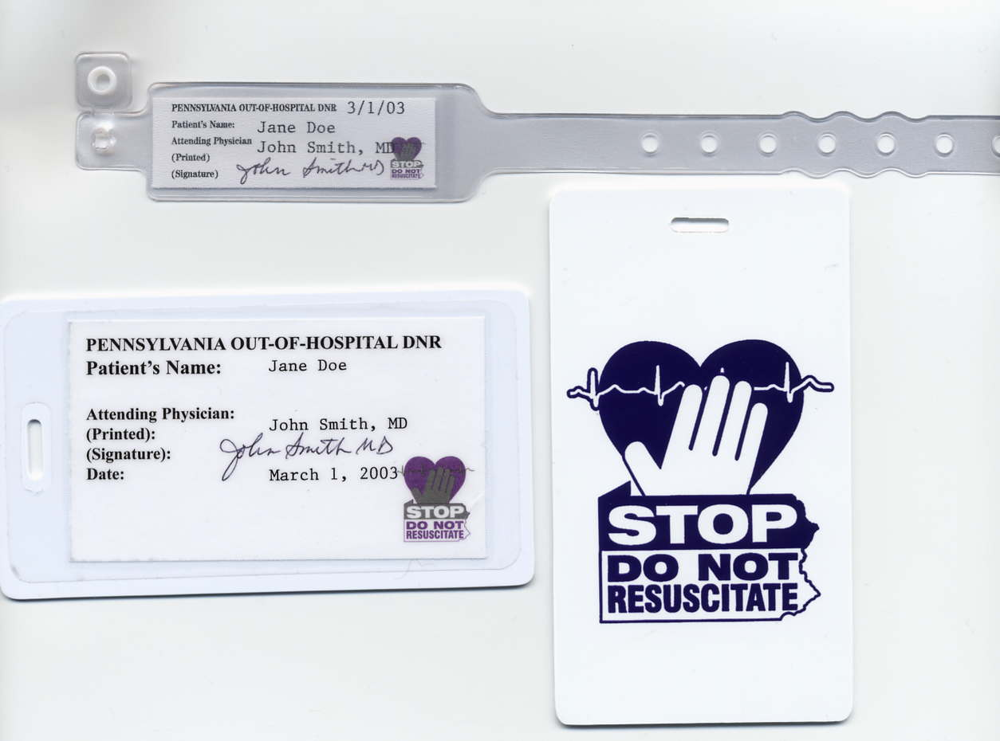 PENNSYLVANIA OUT-OF-HOSPITAL DNR 3/1/03
Patient's Name: Jane Doe
Attending Physician
(Printed) John Smith, MD
(Signature) John Smith MD
STOP
DO NOT
RESUSCITATE
PENNSYLVANIA OUT-OF-HOSPITAL DNR
Patient's Name: Jane Doe
Attending Physician:
(Printed): John Smith, MD
(Signature): John Smith MD
Date: March 1, 2003
STOP
DO NOT
RESUSCITATE
STOP
DO NOT
RESUSCITATE